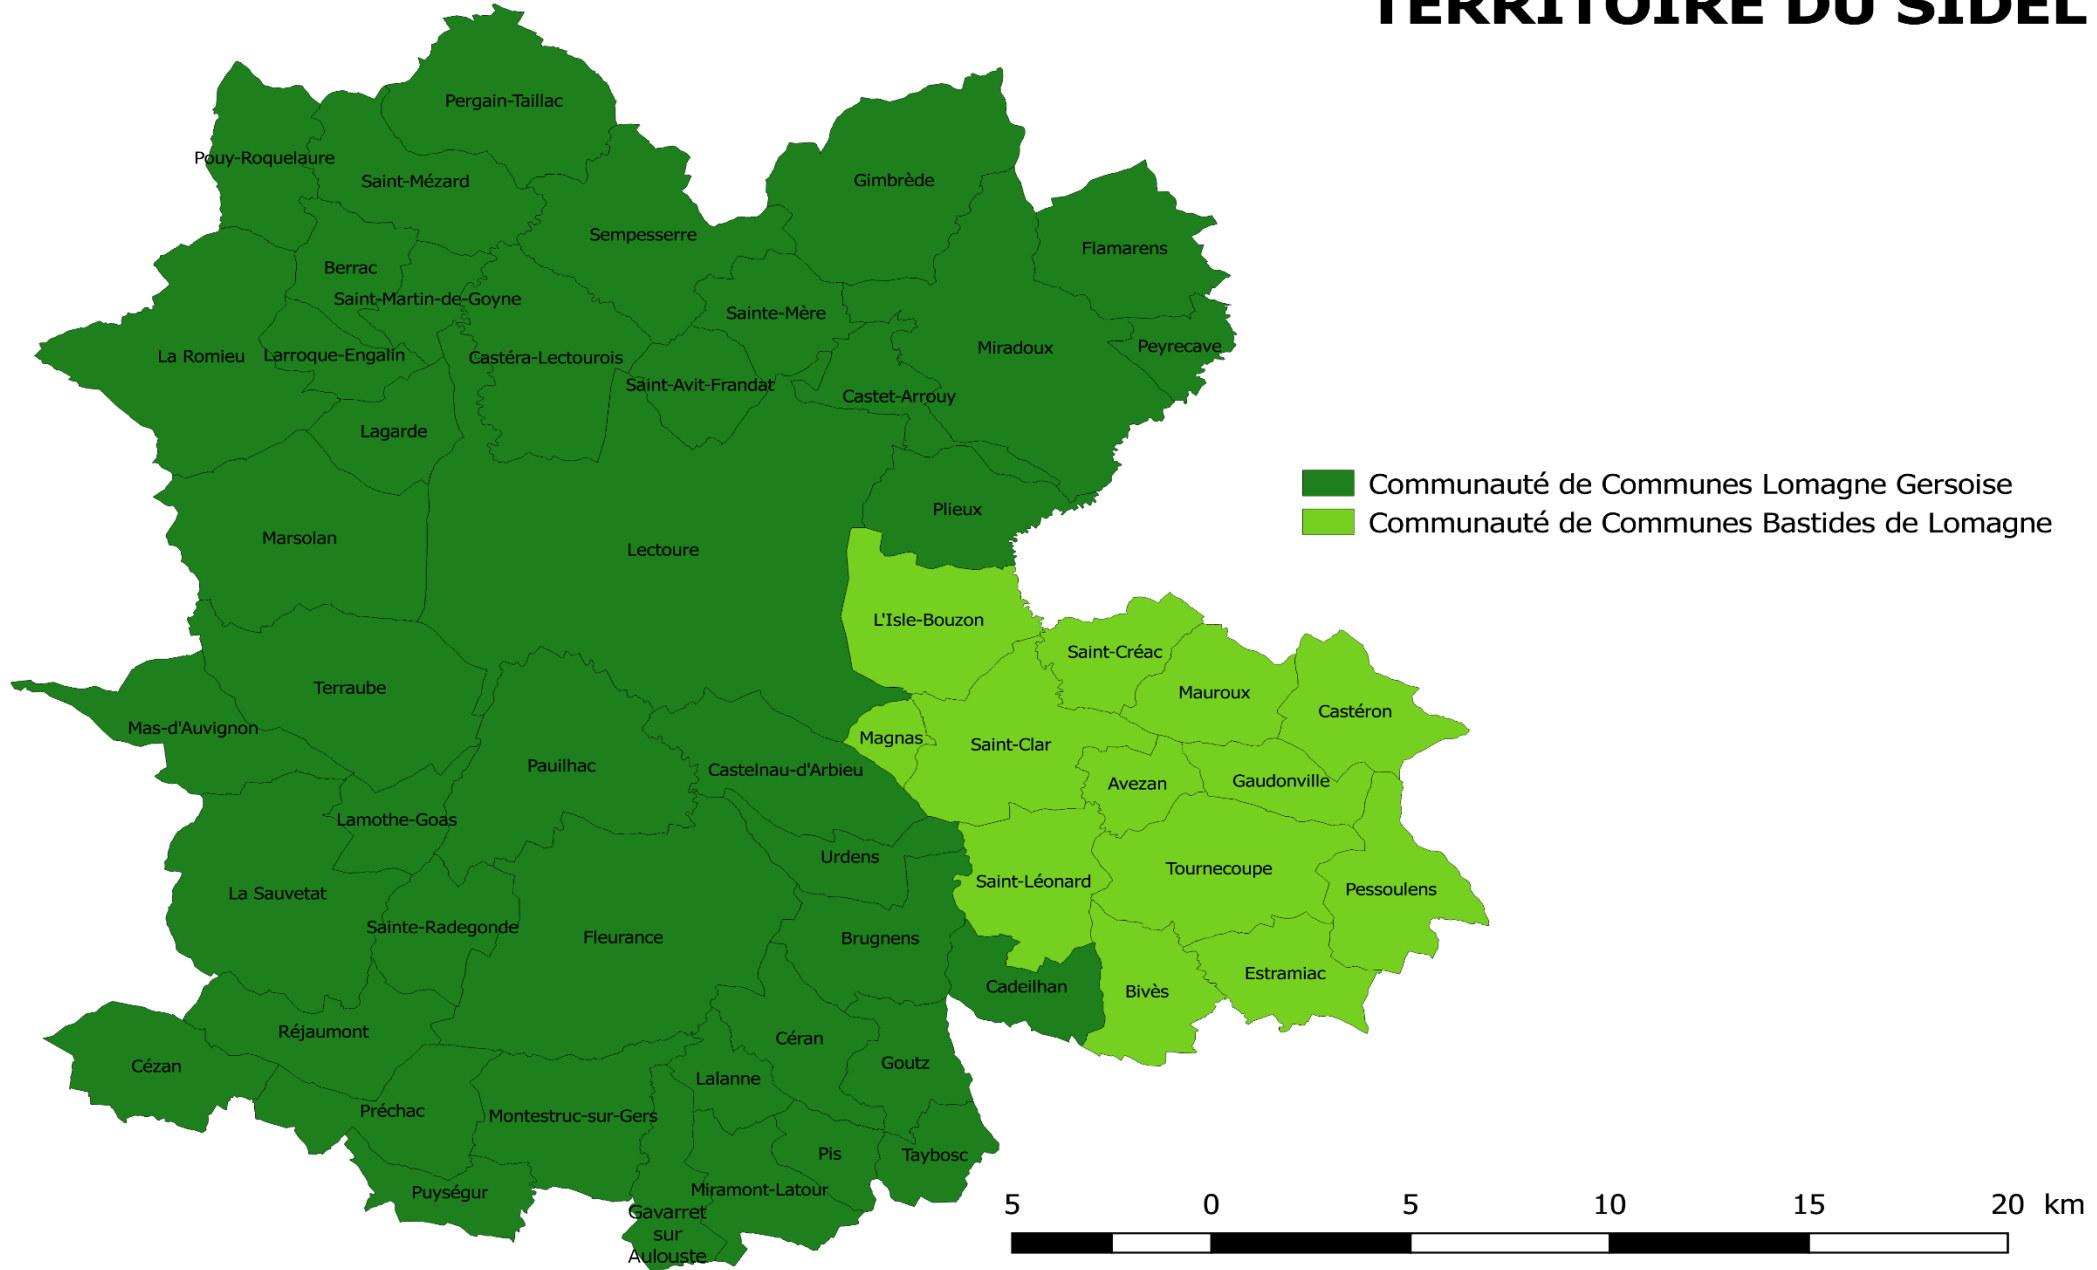 TERRITOIRE DU SIDEL
Pergain-Taillac
Pouy-Roquelaure
Saint-Mézard
Gimbrède
Sempesserre
Flamarens
Berrac
Saint-Martin-de-Goyne
Sainte-Mère
La Romieu
Larroque-Engalin
Castéra-Lectourois
Miradoux
Peyrecave
Saint-Avit-Frandat
Castet-Arrouy
Lagarde
Communauté de Communes Lomagne Gersoise
Plieux
Communauté de Communes Bastides de Lomagne
Marsolan
Lectoure
L'Isle-Bouzon
Saint-Créac
Terraube
Mauroux
Castéron
Mas-d'Auvignon
Magnas
Saint-Clar
Pauilhac
Castelnau-d'Arbieu
Avezan
Gaudonville
Lamothe-Goas
Urdens
Tournecoupe
Saint-Léonard
Pessoulens
La Sauvetat
Sainte-Radegonde
Fleurance
Brugnens
Estramiac
Cadeilhan
Bivès
Réjaumont
Céran
Cézan
Goutz
Lalanne
Préchac
Montestruc-sur-Gers
Pis
Taybosc
Puységur
Miramont-Latour
Gavarret
sur
Aulouste
5 0 5 10 15 20 km